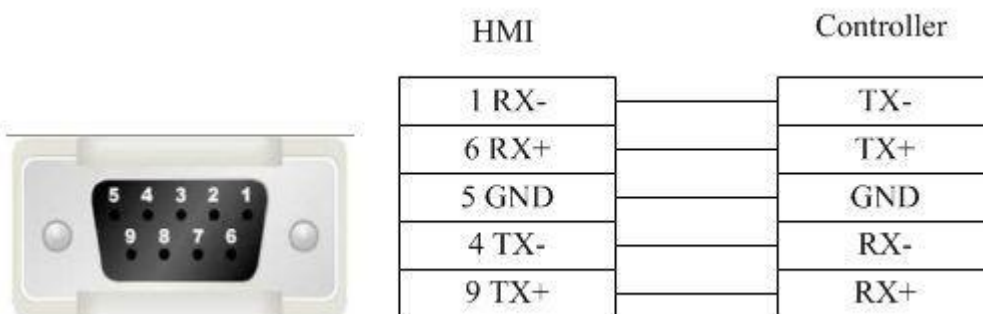 HMI Controller
1 RX- TX-
6 RX+ TX+
5 GND GND
4 TX- RX-
9 TX+ RX+
5 4 3 2 1
9 8 7 6